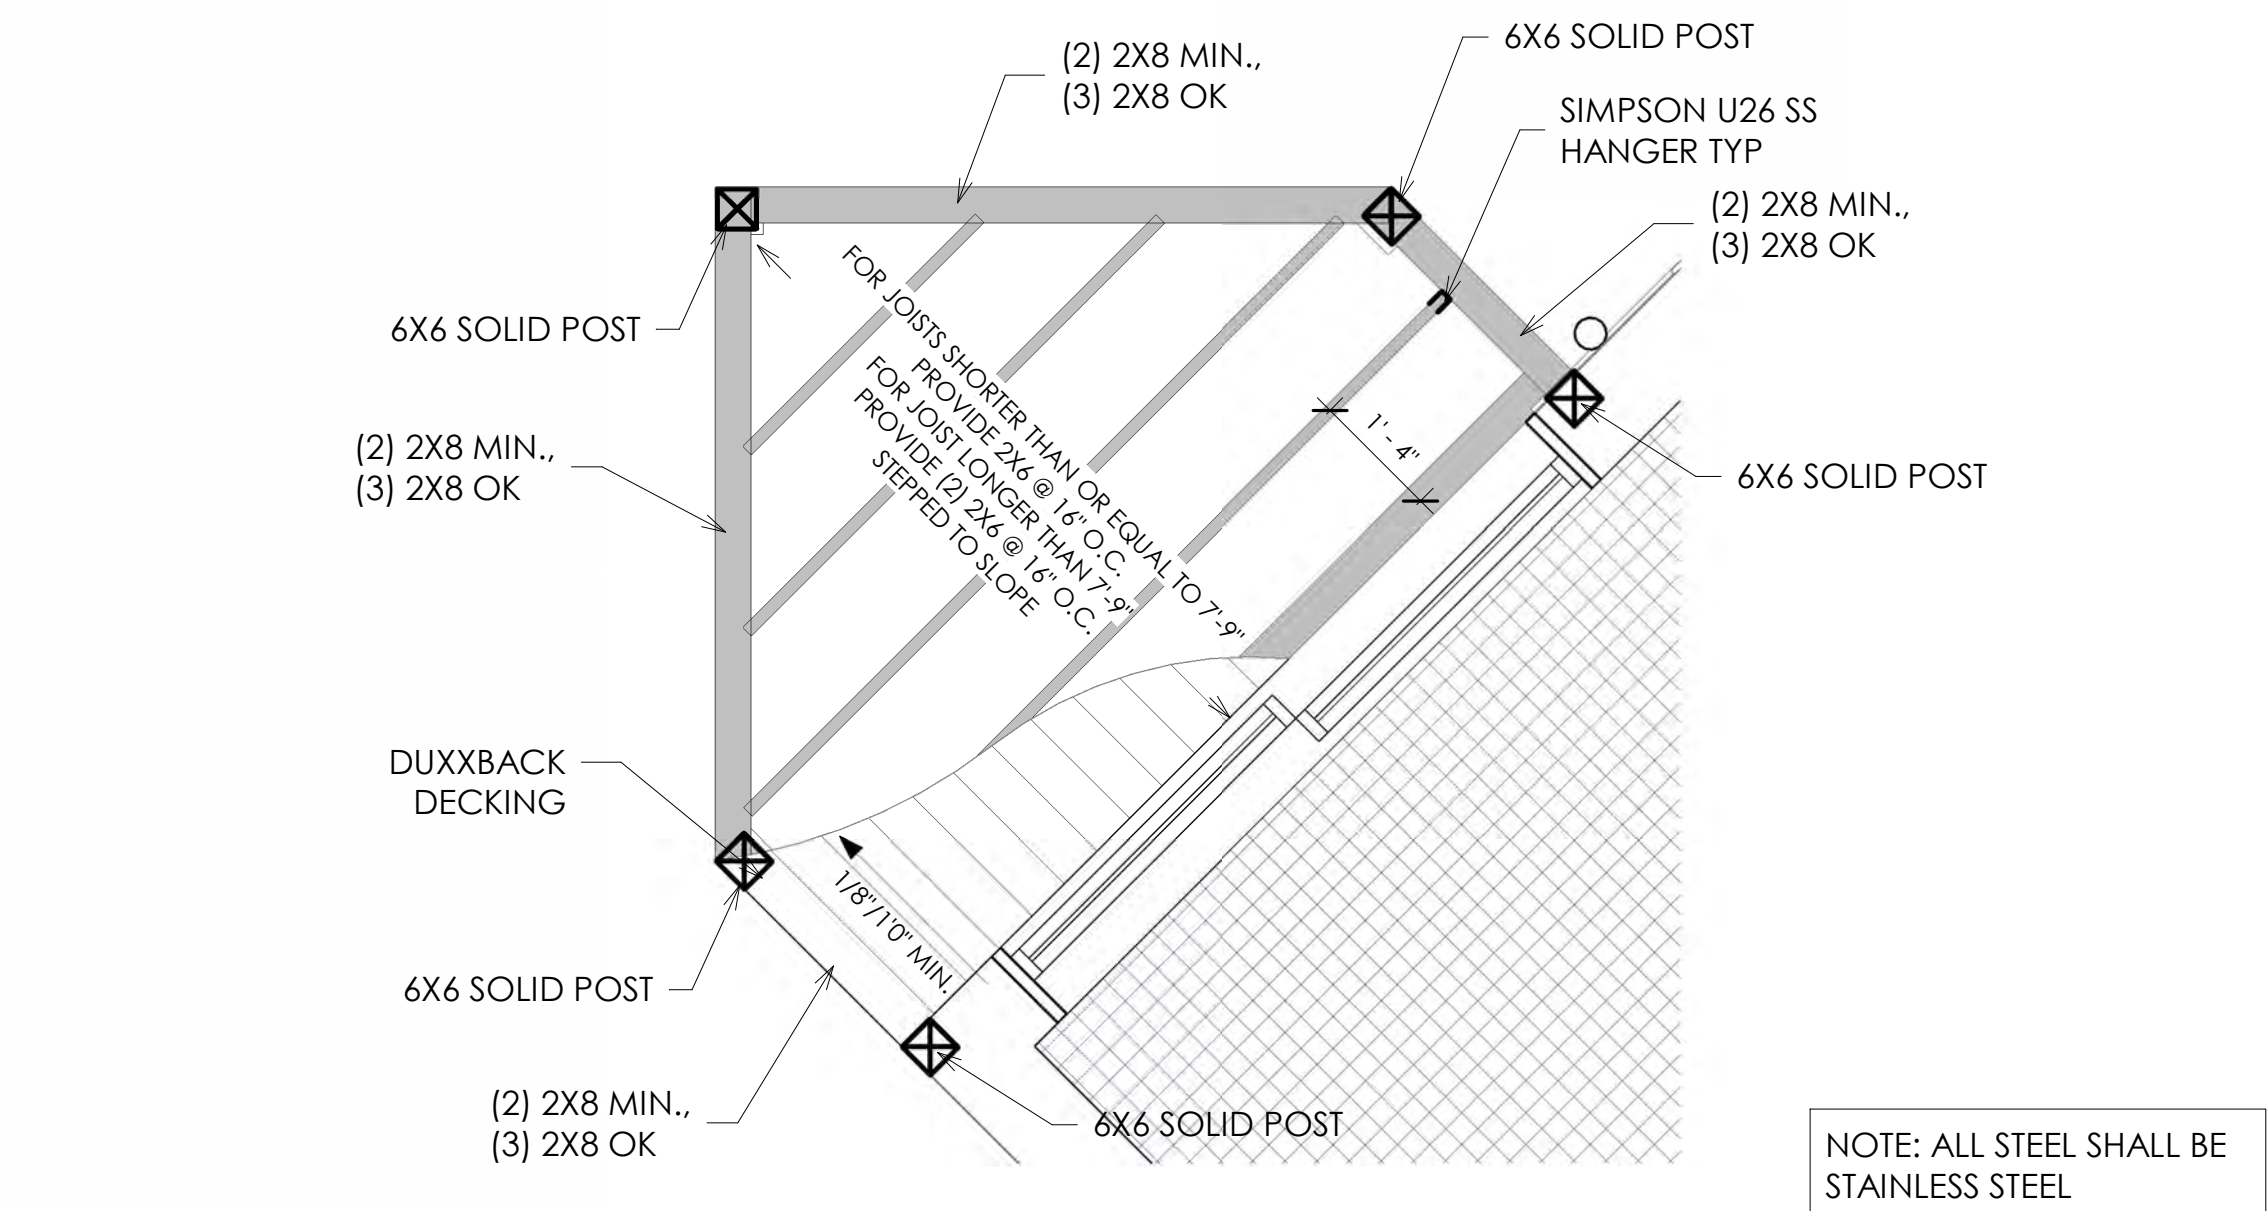 (2) 2X8 MIN.,
(3) 2X8 OK
6X6 SOLID POST
SIMPSON U26 SS
HANGER TYP
(2) 2X8 MIN.,
(3) 2X8 OK
6X6 SOLID POST
FOR JOISTS SHORTER THAN OR EQUAL TO 7'-9"
PROVIDE 2X6 @ 16" O.C.
FOR JOIST LONGER THAN 7'-9"
PROVIDE (2) 2X6 @ 16" O.C.
STEPPED TO SLOPE
1'- 4"
(2) 2X8 MIN.,
(3) 2X8 OK
6X6 SOLID POST
DUXXBACK
DECKING
1/8"/1'0" MIN.
6X6 SOLID POST
(2) 2X8 MIN.,
(3) 2X8 OK
6X6 SOLID POST
NOTE: ALL STEEL SHALL BE
STAINLESS STEEL